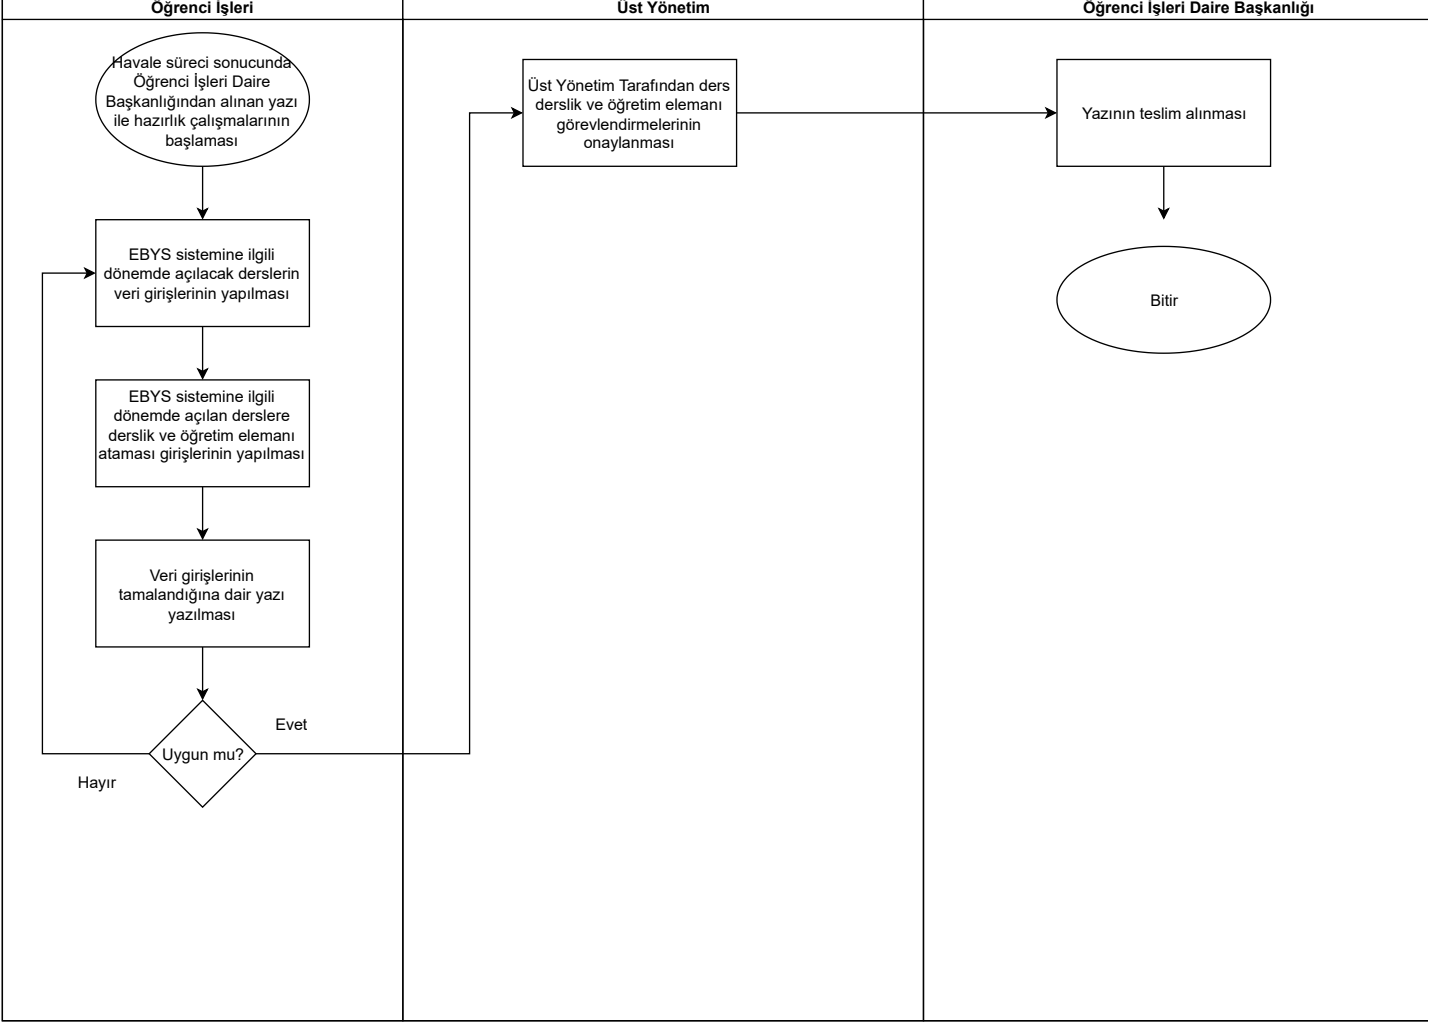 Öğrenci İşleri
Üst Yönetim
Öğrenci İşleri Daire Başkanlığı
Havale süreci sonucunda
Öğrenci İşleri Daire
Başkanlığından alınan yazı
ile hazırlık çalışmalarının
başlaması
EBYS sistemine ilgili
dönemde açılacak derslerin
veri girişlerinin yapılması
EBYS sistemine ilgili
dönemde açılan derslere
derslik ve öğretim elemanı
ataması girişlerinin yapılması
Veri girişlerinin
tamalandığına dair yazı
yazılması
Uygun mu?
Evet
Hayır
Üst Yönetim Tarafından ders
derslik ve öğretim elemanı
görevlendirmelerinin
onaylanması
Yazının teslim alınması
Bitir